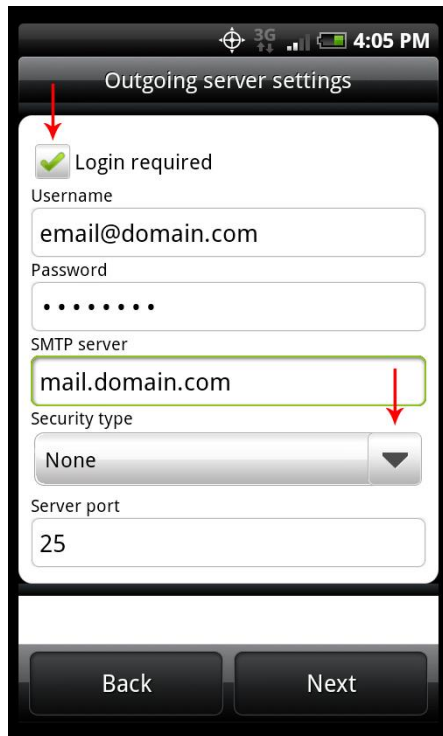 3G 4:05 PM
Outgoing server settings
Login required
Username
email@domain.com
Password
••••••••
SMTP server
mail.domain.com
Security type
None
Server port
25
Back Next